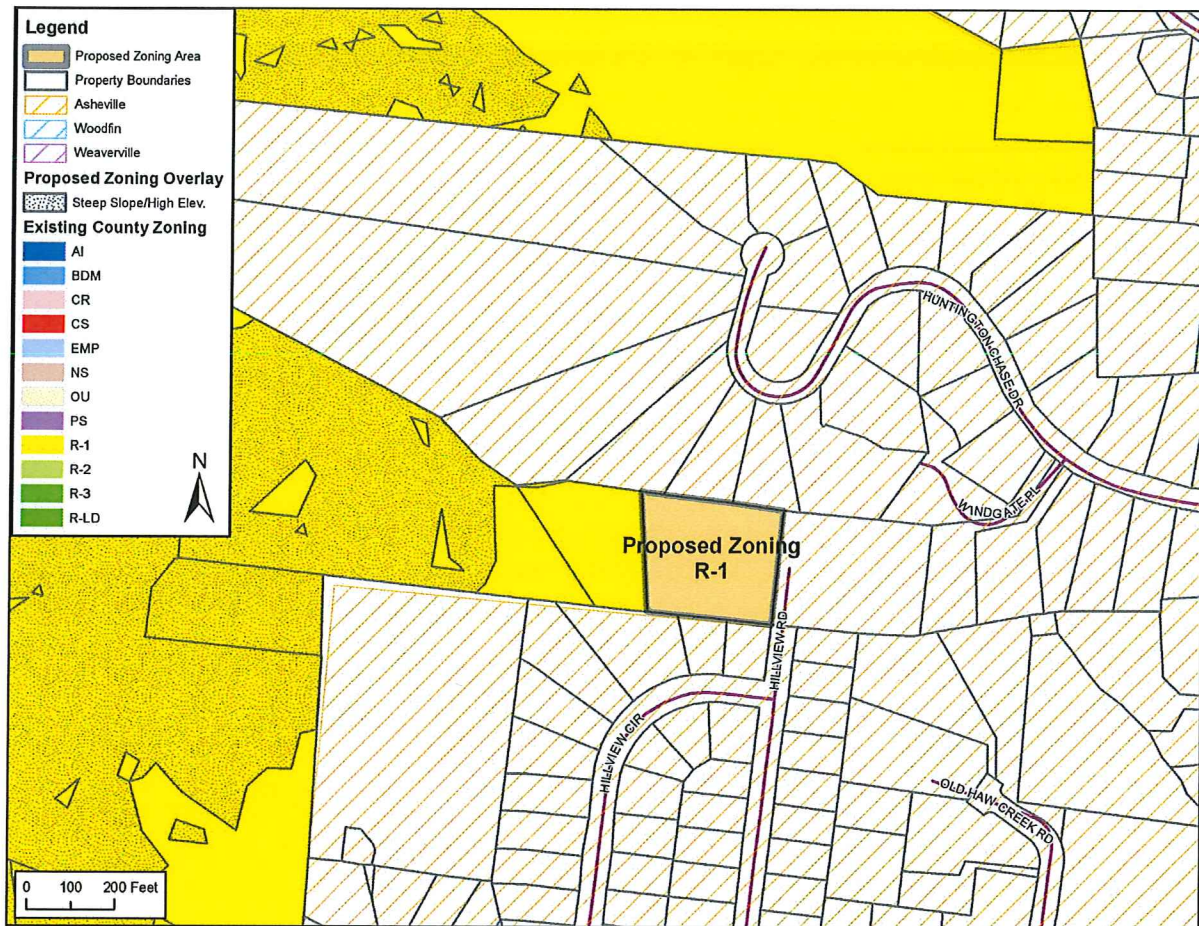 Legend
Proposed Zoning Area
Property Boundaries
Asheville
Woodfin
Weaverville
Proposed Zoning Overlay
Steep Slope/High Elev.
Existing County Zoning
AI
BDM
CR
CS
EMP
NS
OU
PS
R-1
R-2
R-3
R-LD
N
0 100 200 Feet
HUNTINGTON CHASE DR
WINDGATE PL
Proposed Zoning
R-1
HILLVIEW RD
HILLVIEW CIR
OLD HAW CREEK RD